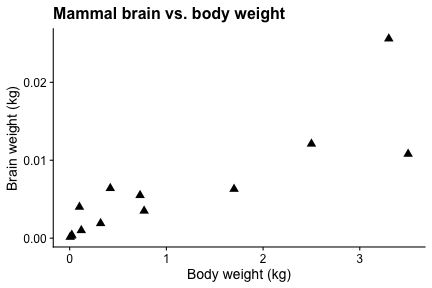 Mammal brain vs. body weight
Brain weight (kg)
0.02
0.01
0.00
0 1 2 3
Body weight (kg)